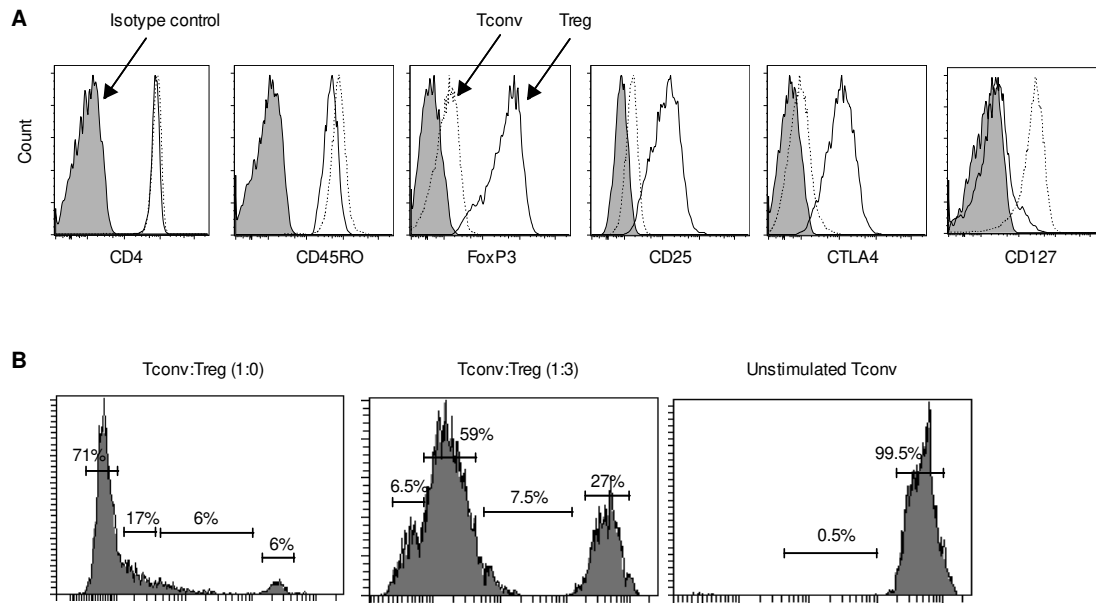 A
Isotype control
Tconv
Treg
Count
CD4
CD45RO
FoxP3
CD25
CTLA4
CD127
B
Tconv:Treg (1:0)
Tconv:Treg (1:3)
Unstimulated Tconv
71%
17%
6%
6%
6.5%
59%
7.5%
27%
0.5%
99.5%